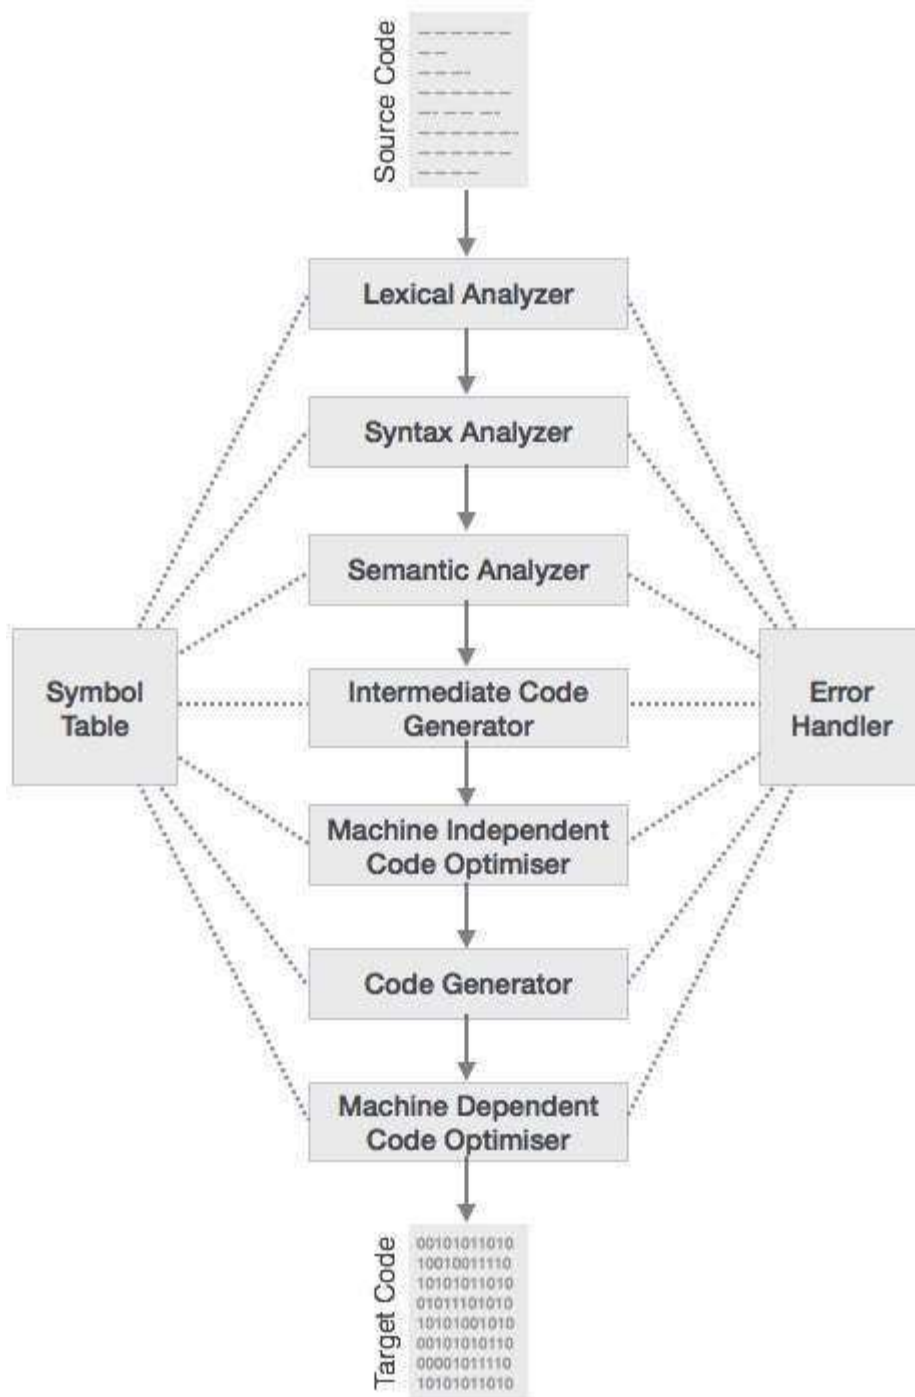 Source Code
Lexical Analyzer
Syntax Analyzer
Semantic Analyzer
Symbol
Table
Intermediate Code
Generator
Error
Handler
Machine Independent
Code Optimiser
Code Generator
Machine Dependent
Code Optimiser
Target Code
00101011010
10010011110
10101011010
01011101010
10101001010
00101010110
00001011110
10101011010